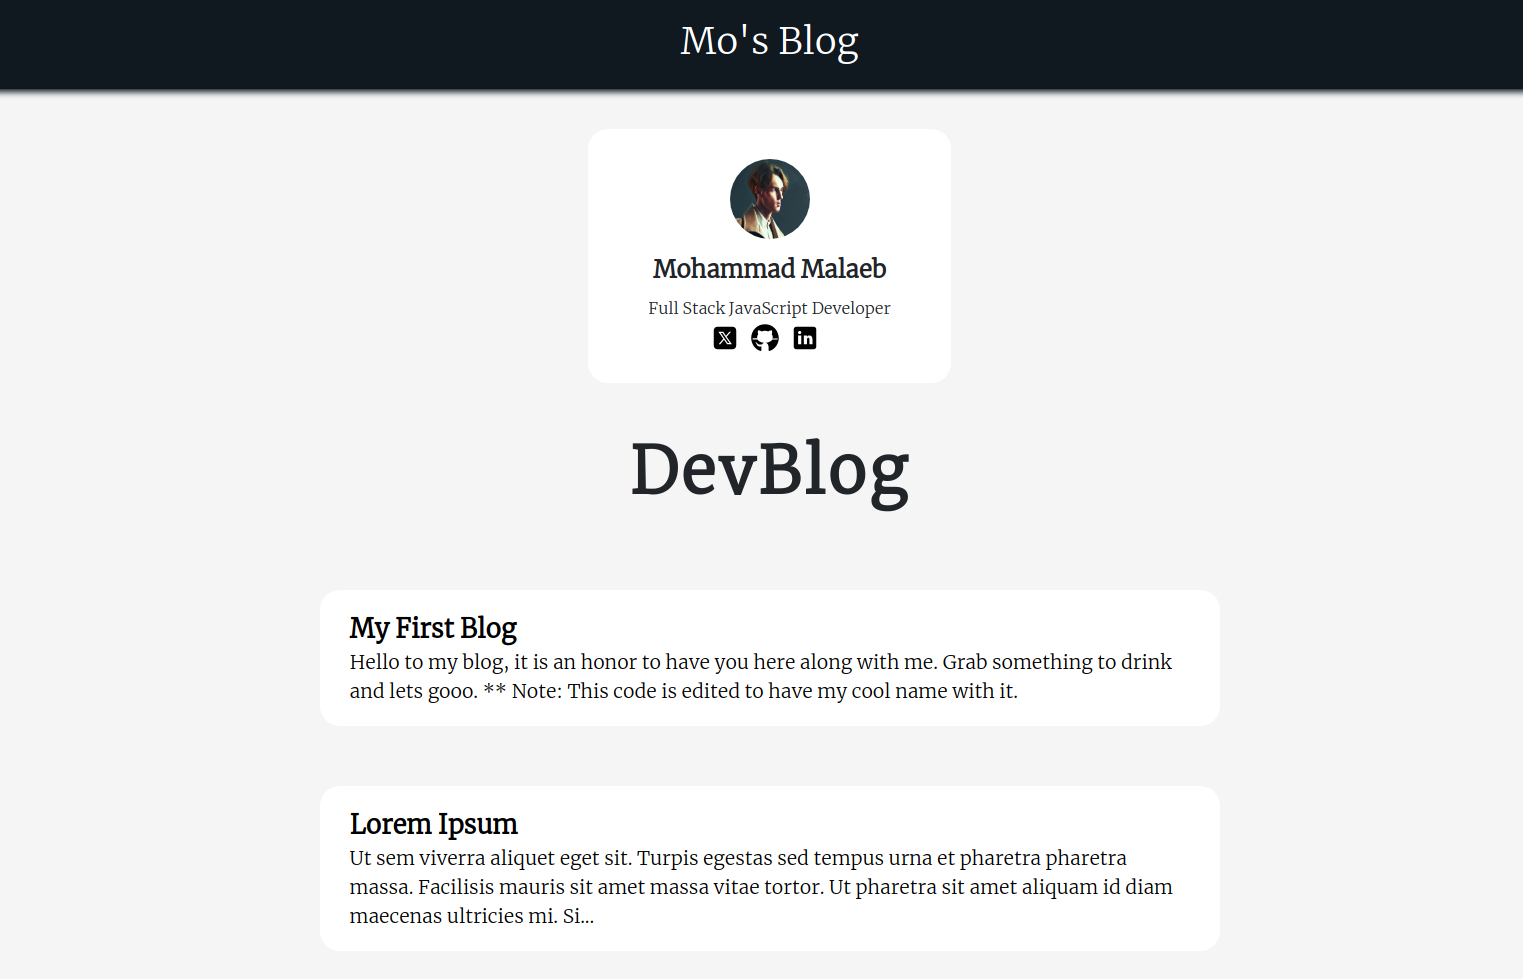 Mo's Blog
Mohammad Malaeb
Full Stack JavaScript Developer
DevBlog
My First Blog
Hello to my blog, it is an honor to have you here along with me. Grab something to drink
and lets gooo. ** Note: This code is edited to have my cool name with it.
Lorem Ipsum
Ut sem viverra aliquet eget sit. Turpis egestas sed tempus urna et pharetra pharetra
massa. Facilisis mauris sit amet massa vitae tortor. Ut pharetra sit amet aliquam id diam
maecenas ultricies mi. Si...